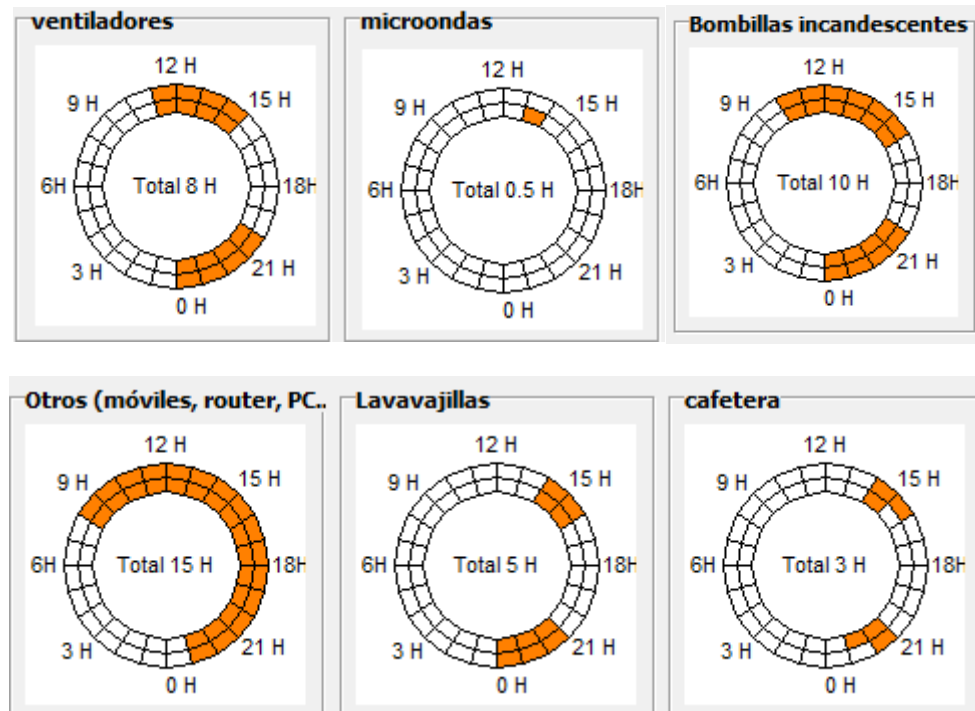 ventiladores
12 H
9 H
15 H
6H
Total 8 H
18H
3 H
21 H
0 H
microondas
12 H
9 H
15 H
6H
Total 0.5 H
18H
3 H
21 H
0 H
Bombillas incandescentes
12 H
9 H
15 H
6H
Total 10 H
18H
3 H
21 H
0 H
Otros (móviles, router, PC..
12 H
9 H
15 H
6H
Total 15 H
18H
3 H
21 H
0 H
Lavavajillas
12 H
9 H
15 H
6H
Total 5 H
18H
3 H
21 H
0 H
cafetera
12 H
9 H
15 H
6H
Total 3 H
18H
3 H
21 H
0 H